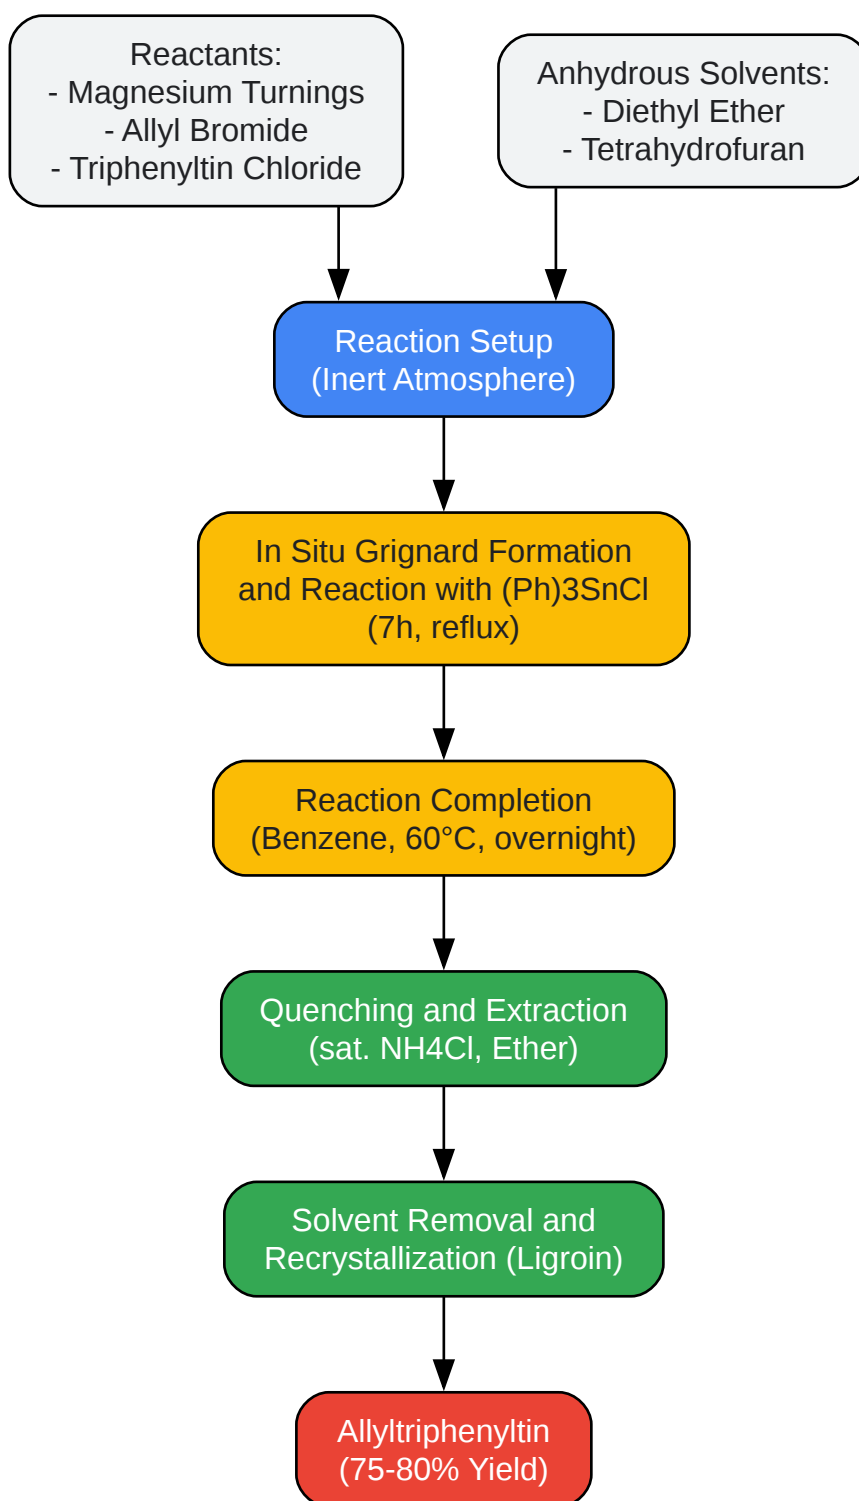 Reactants:
- Magnesium Turnings
- Allyl Bromide
- Triphenyltin Chloride
Anhydrous Solvents:
- Diethyl Ether
- Tetrahydrofuran
Reaction Setup
(Inert Atmosphere)
In Situ Grignard Formation
and Reaction with (Ph)3SnCl
(7h, reflux)
Reaction Completion
(Benzene, 60°C, overnight)
Quenching and Extraction
(sat. NH4Cl, Ether)
Solvent Removal and
Recrystallization (Ligroin)
Allyltriphenyltin
(75-80% Yield)